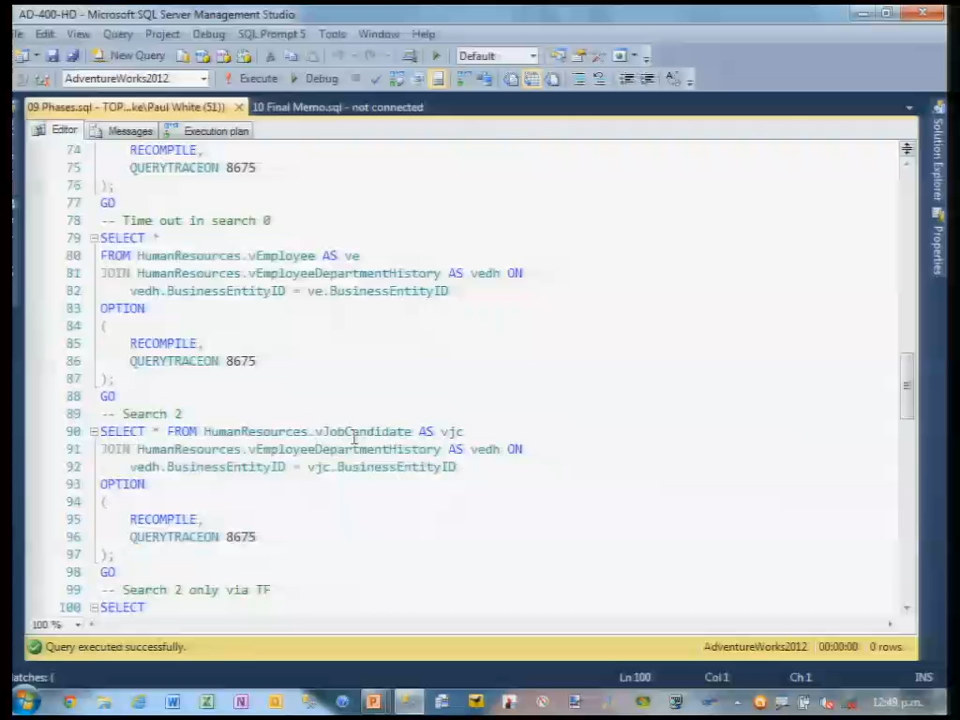 AD-400-HD - Microsoft SQL Server Management Studio
Edit View Query Project Debug SQL Prompt 5 Tools Window Help
New Query Default
AdventureWorks2012 Execute Debug
09 Phases.sql - TOP...ke\Paul White (51)) 10 Final Memo.sql - not connected
Editor Messages Execution plan
Solution Explorer
Properties
74 RECOMPILE,
75 QUERYTRACEON 8675
76 );
77 GO
78 -- Time out in search 0
79 SELECT *
80 FROM HumanResources.vEmployee AS ve
81 JOIN HumanResources.vEmployeeDepartmentHistory AS vedh ON
82 vedh.BusinessEntityID = ve.BusinessEntityID
83 OPTION
84 (
85 RECOMPILE,
86 QUERYTRACEON 8675
87 );
88 GO
89 -- Search 2
90 SELECT * FROM HumanResources.vJobCandidate AS vjc
91 JOIN HumanResources.vEmployeeDepartmentHistory AS vedh ON
92 vedh.BusinessEntityID = vjc.BusinessEntityID
93 OPTION
94 (
95 RECOMPILE,
96 QUERYTRACEON 8675
97 );
98 GO
99 -- Search 2 only via TF
100 SELECT
100 %
Query executed successfully. AdventureWorks2012 00:00:00 0 rows
atches: ( Ln 100 Col 1 Ch 1 INS
12:49 p.m.